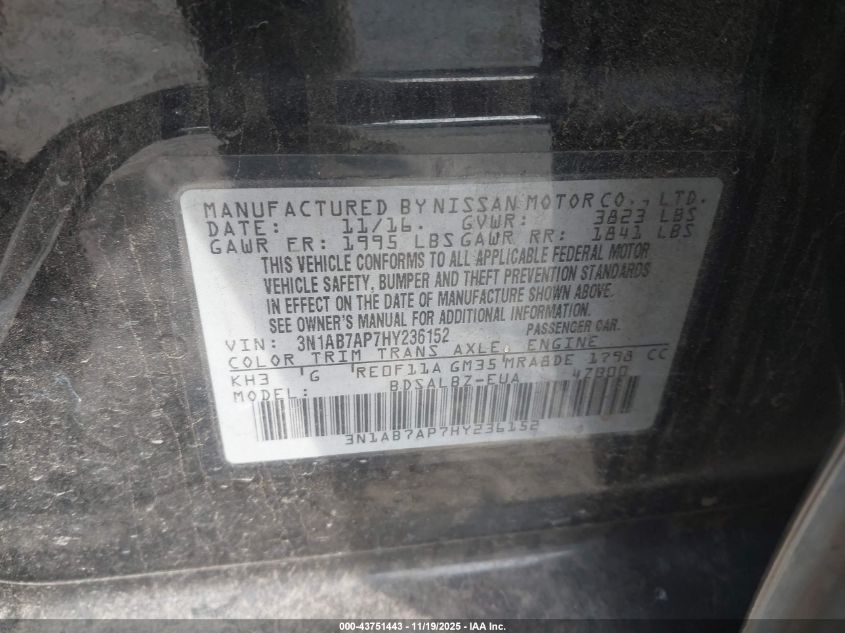 MANUFACTURED BY NISSAN MOTOR CO., LTD.
DATE: 11/16. GVWR: 3823 LBS
GAWR FR: 1995 LBS GAWR RR: 1841 LBS
THIS VEHICLE CONFORMS TO ALL APPLICABLE FEDERAL MOTOR
VEHICLE SAFETY, BUMPER AND THEFT PREVENTION STANDARDS
IN EFFECT ON THE DATE OF MANUFACTURE SHOWN ABOVE.
SEE OWNER'S MANUAL FOR ADDITIONAL INFORMATION.
VIN: 3N1AB7AP7HY236152 PASSENGER CAR.
COLOR TRIM TRANS AXLE ENGINE
KH3 G RE0F11A GM35 MRA8DE 1798 CC
MODEL: BDSALBZ-EUA 47800
3N1AB7AP7HY236152
000-43751443 - 11/19/2025 - IAA Inc.